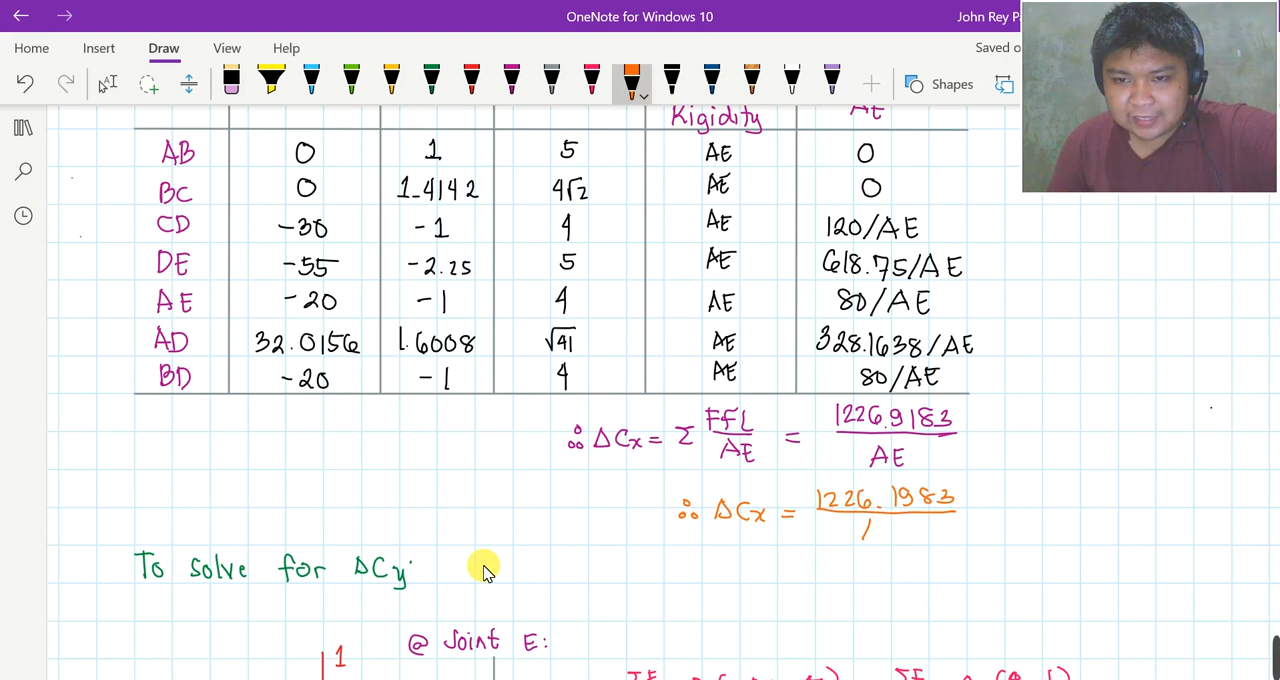 OneNote for Windows 10
John Rey P
Home Insert Draw View Help
Saved o
Shapes
Rigidity AE
AB 0 1 5 AE 0
BC 0 1.4142 4√2 AE 0
CD -30 -1 4 AE 120/AE
DE -55 -2.25 5 AE 618.75/AE
AE -20 -1 4 AE 80/AE
AD 32.0156 1.6008 √41 AE 328.1638/AE
BD -20 -1 4 AE 80/AE
∴ ΔCx = Σ FfL/AE = 1226.9183/AE
∴ ΔCx = 1226.1983/
To solve for ΔCy:
@ Joint E:
1